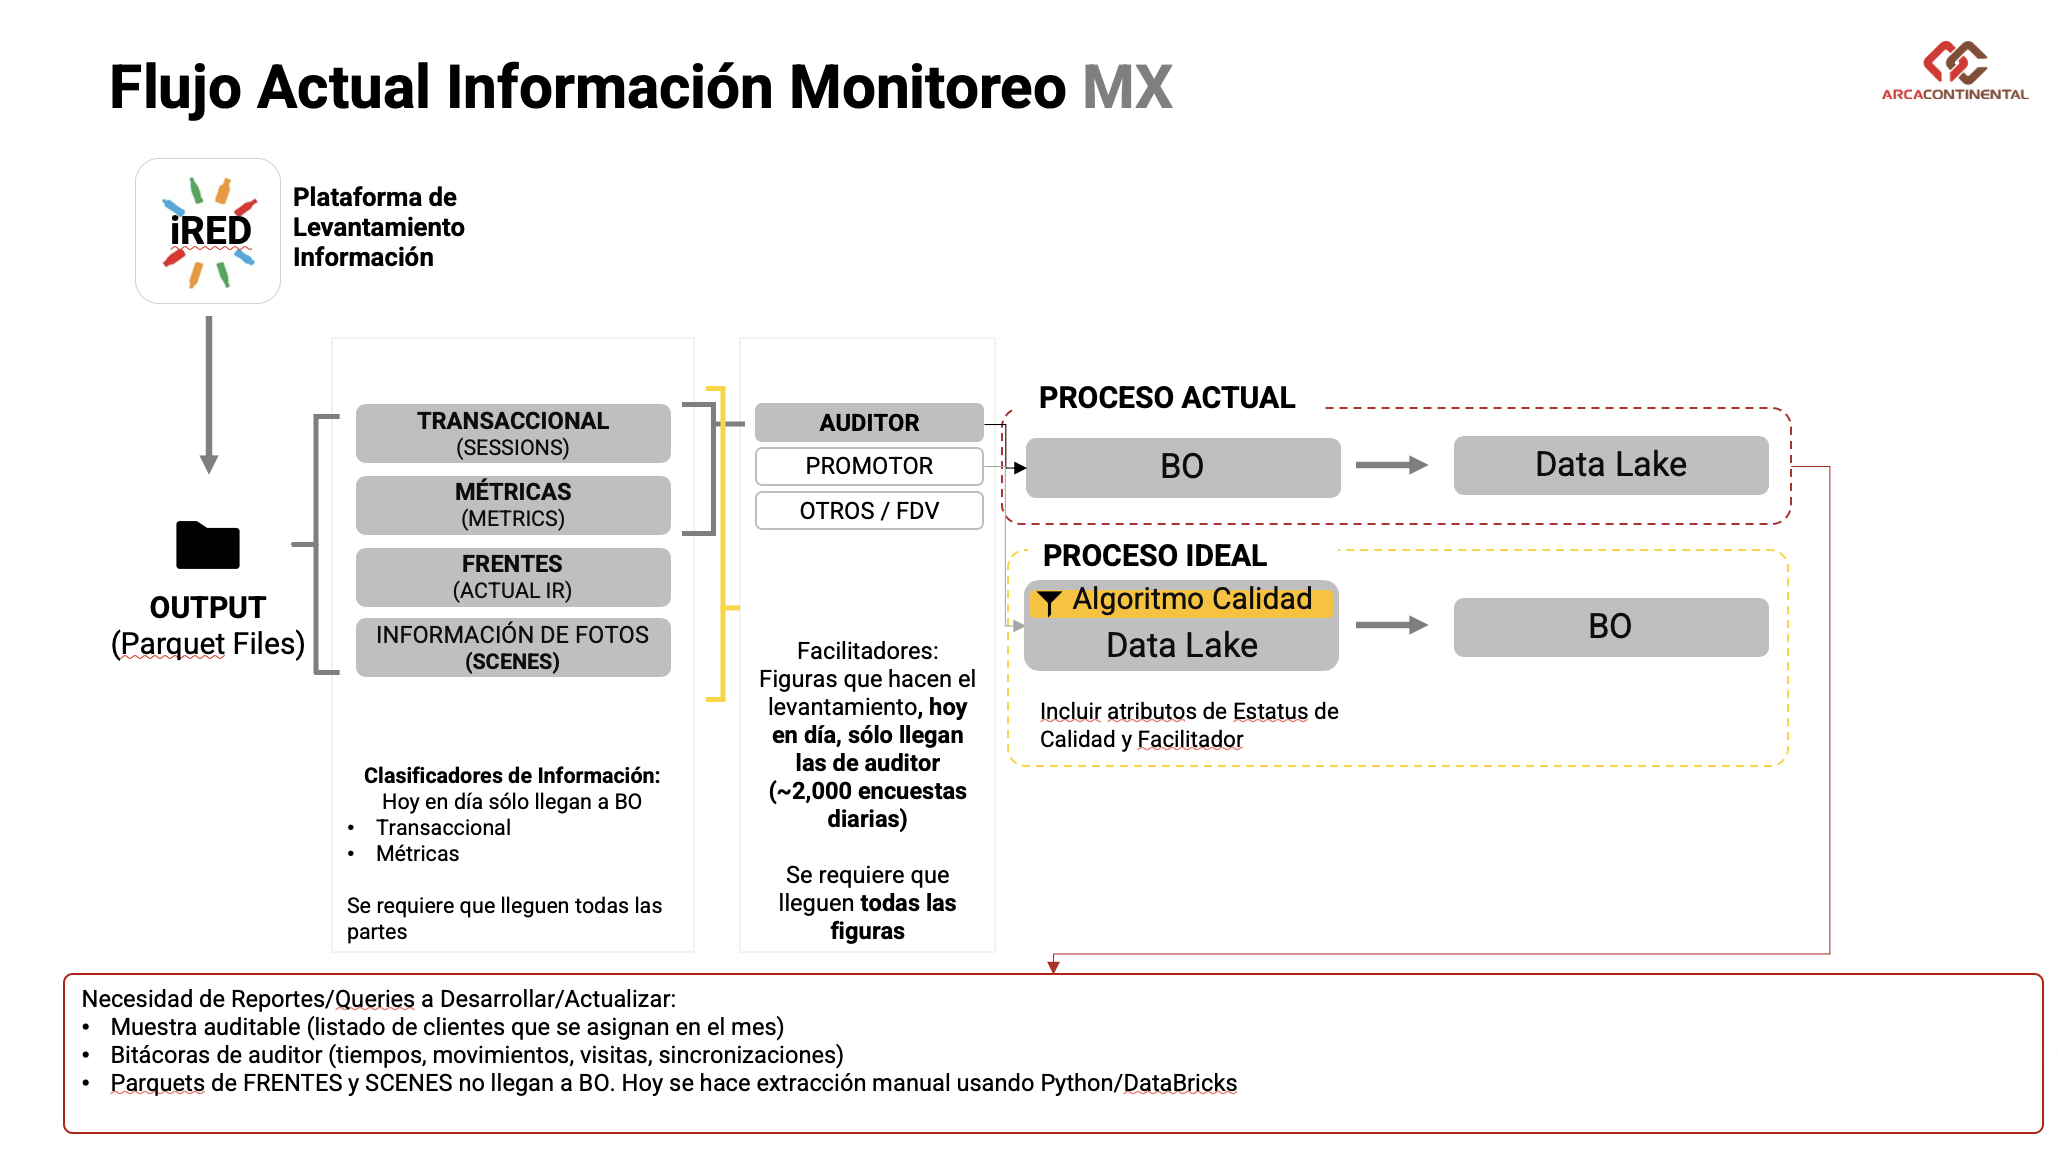 Flujo Actual Información Monitoreo MX
ARCACONTINENTAL
iRED
Plataforma de
Levantamiento
Información
OUTPUT
(Parquet Files)
TRANSACCIONAL
(SESSIONS)
MÉTRICAS
(METRICS)
FRENTES
(ACTUAL IR)
INFORMACIÓN DE FOTOS
(SCENES)
Clasificadores de Información:
Hoy en día sólo llegan a BO
• Transaccional
• Métricas
Se requiere que lleguen todas las
partes
AUDITOR
PROMOTOR
OTROS / FDV
Facilitadores:
Figuras que hacen el
levantamiento, hoy
en día, sólo llegan
las de auditor
(~2,000 encuestas
diarias)
Se requiere que
lleguen todas las
figuras
PROCESO ACTUAL
BO
Data Lake
PROCESO IDEAL
Algoritmo Calidad
Data Lake
BO
Incluir atributos de Estatus de
Calidad y Facilitador
Necesidad de Reportes/Queries a Desarrollar/Actualizar:
• Muestra auditable (listado de clientes que se asignan en el mes)
• Bitácoras de auditor (tiempos, movimientos, visitas, sincronizaciones)
• Parquets de FRENTES y SCENES no llegan a BO. Hoy se hace extracción manual usando Python/DataBricks